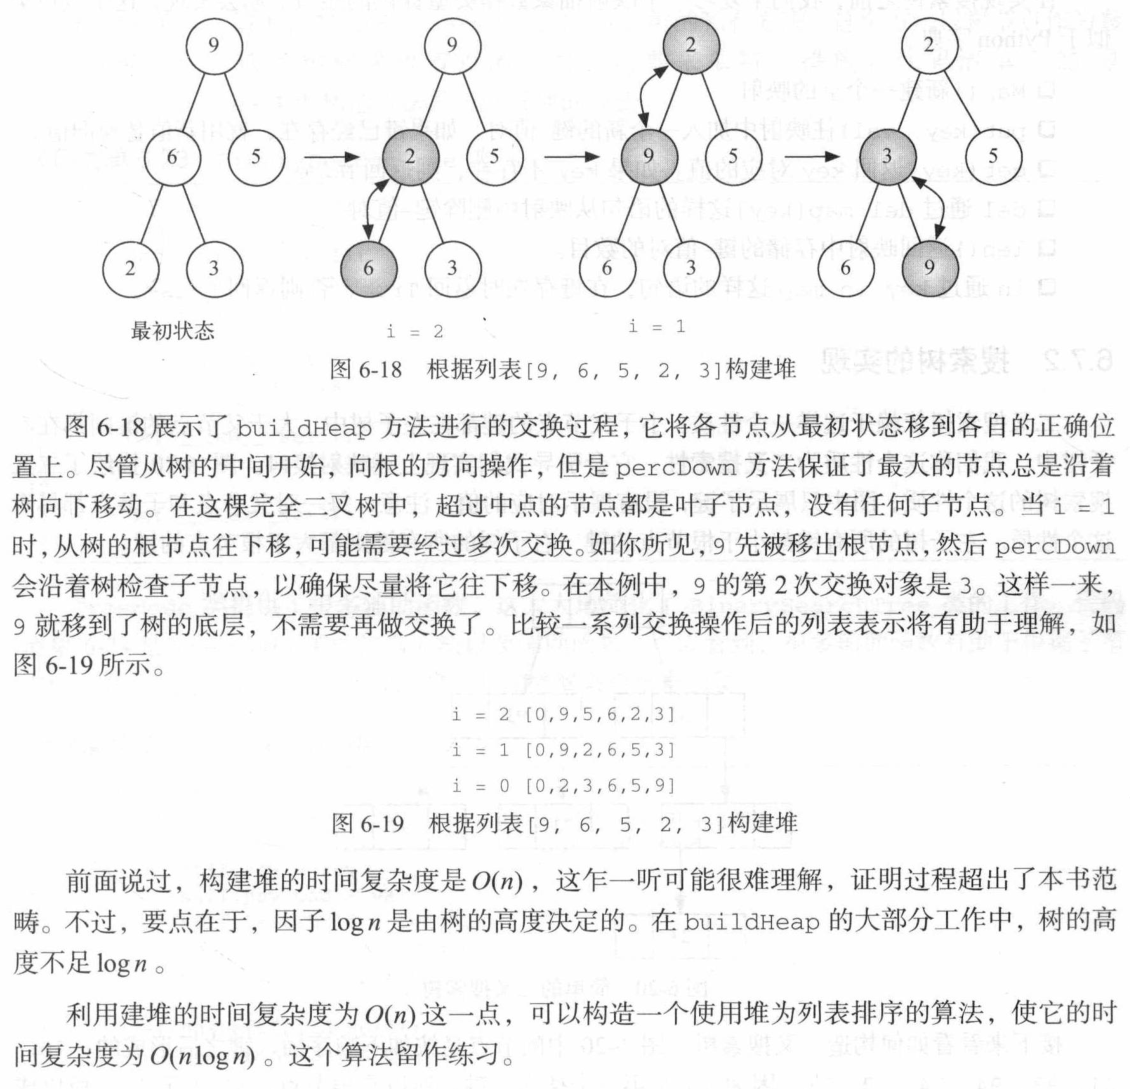 9 9 2 2
6 5 2 5 9 5 3 5
2 3 6 3 6 3 6 9
最初状态 i = 2 i = 1
图 6-18 根据列表[9, 6, 5, 2, 3]构建堆
图 6-18 展示了 buildHeap 方法进行的交换过程，它将各节点从最初状态移到各自的正确位
置上。尽管从树的中间开始，向根的方向操作，但是 percDown 方法保证了最大的节点总是沿着
树向下移动。在这棵完全二叉树中，超过中点的节点都是叶子节点，没有任何子节点。当 i = 1
时，从树的根节点往下移，可能需要经过多次交换。如你所见，9 先被移出根节点，然后 percDown
会沿着树检查子节点，以确保尽量将它往下移。在本例中，9 的第 2 次交换对象是 3。这样一来，
9 就移到了树的底层，不需要再做交换了。比较一系列交换操作后的列表表示将有助于理解，如
图 6-19 所示。
i = 2 [0,9,5,6,2,3]
i = 1 [0,9,2,6,5,3]
i = 0 [0,2,3,6,5,9]
图 6-19 根据列表[9, 6, 5, 2, 3]构建堆
前面说过，构建堆的时间复杂度是 O(n)，这乍一听可能很难理解，证明过程超出了本书范
畴。不过，要点在于，因子 log n 是由树的高度决定的。在 buildHeap 的大部分工作中，树的高
度不足 log n 。
利用建堆的时间复杂度为 O(n) 这一点，可以构造一个使用堆为列表排序的算法，使它的时
间复杂度为 O(n log n) 。这个算法留作练习。